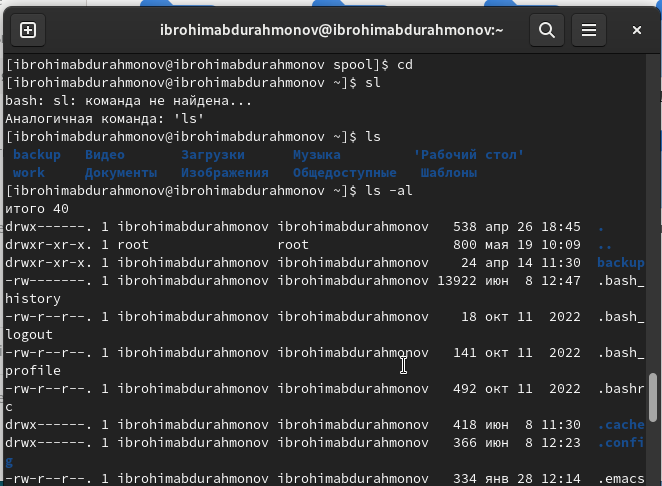 ibrohimabdurahmonov@ibrohimabdurahmonov:~
[ibrohimabdurahmonov@ibrohimabdurahmonov spool]$ cd
[ibrohimabdurahmonov@ibrohimabdurahmonov ~]$ sl
bash: sl: команда не найдена...
Аналогичная команда: 'ls'
[ibrohimabdurahmonov@ibrohimabdurahmonov ~]$ ls
backup Видео Загрузки Музыка 'Рабочий стол'
work Документы Изображения Общедоступные Шаблоны
[ibrohimabdurahmonov@ibrohimabdurahmonov ~]$ ls -al
итого 40
drwx------. 1 ibrohimabdurahmonov ibrohimabdurahmonov 538 апр 26 18:45 .
drwxr-xr-x. 1 root root 800 мая 19 10:09 ..
drwxr-xr-x. 1 ibrohimabdurahmonov ibrohimabdurahmonov 24 апр 14 11:30 backup
-rw-------. 1 ibrohimabdurahmonov ibrohimabdurahmonov 13922 июн 8 12:47 .bash_
history
-rw-r--r--. 1 ibrohimabdurahmonov ibrohimabdurahmonov 18 окт 11 2022 .bash_
logout
-rw-r--r--. 1 ibrohimabdurahmonov ibrohimabdurahmonov 141 окт 11 2022 .bash_
profile
-rw-r--r--. 1 ibrohimabdurahmonov ibrohimabdurahmonov 492 окт 11 2022 .bashr
c
drwx------. 1 ibrohimabdurahmonov ibrohimabdurahmonov 418 июн 8 11:30 .cache
drwx------. 1 ibrohimabdurahmonov ibrohimabdurahmonov 366 июн 8 12:23 .confi
g
-rw-r--r--. 1 ibrohimabdurahmonov ibrohimabdurahmonov 334 янв 28 12:14 .emacs